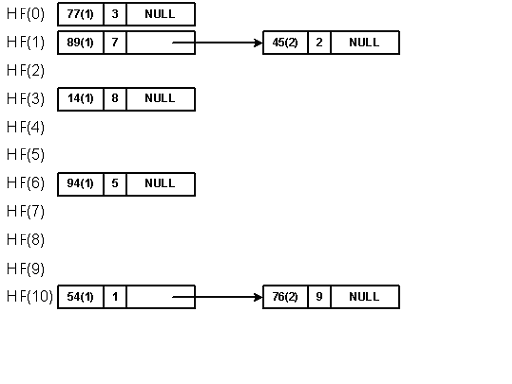 HF(0) 77(1) 3 NULL
HF(1) 89(1) 7 45(2) 2 NULL
HF(2)
HF(3) 14(1) 8 NULL
HF(4)
HF(5)
HF(6) 94(1) 5 NULL
HF(7)
HF(8)
HF(9)
HF(10) 54(1) 1 76(2) 9 NULL